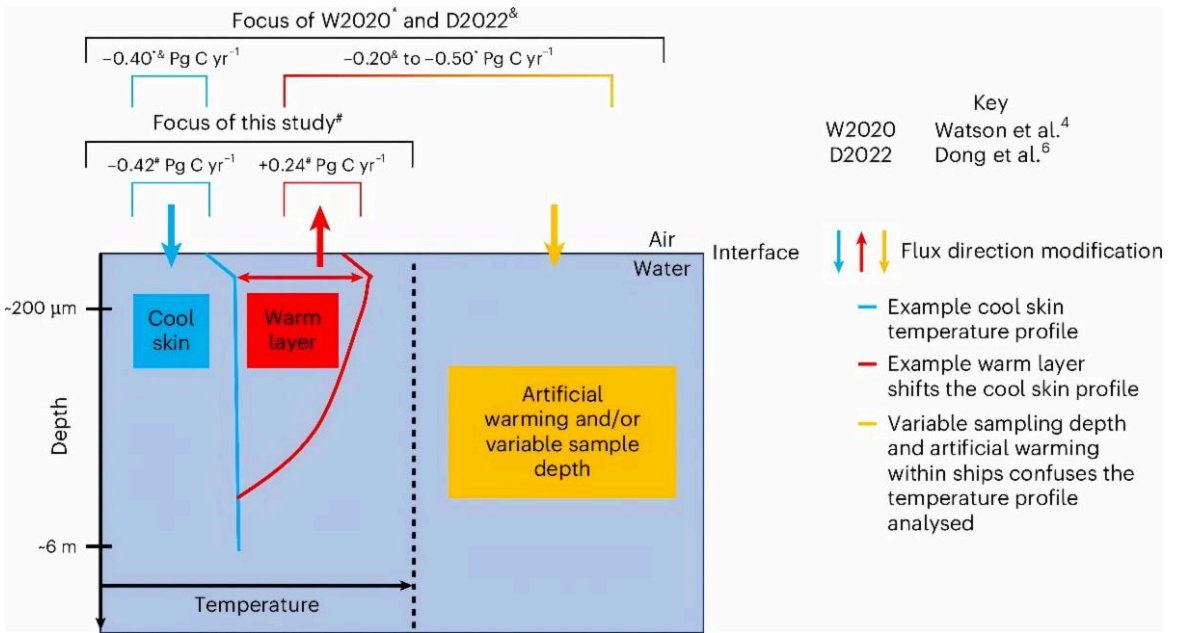 Focus of W2020* and D2022&
−0.40*& Pg C yr−1
−0.20& to −0.50* Pg C yr−1
Focus of this study#
−0.42# Pg C yr−1
+0.24# Pg C yr−1
Key
W2020 Watson et al.4
D2022 Dong et al.6
Air
Water
Interface
Flux direction modification
~200 µm
~6 m
Depth
Cool
skin
Warm
layer
Artificial
warming and/or
variable sample
depth
Temperature
Example cool skin
temperature profile
Example warm layer
shifts the cool skin profile
Variable sampling depth
and artificial warming
within ships confuses the
temperature profile
analysed